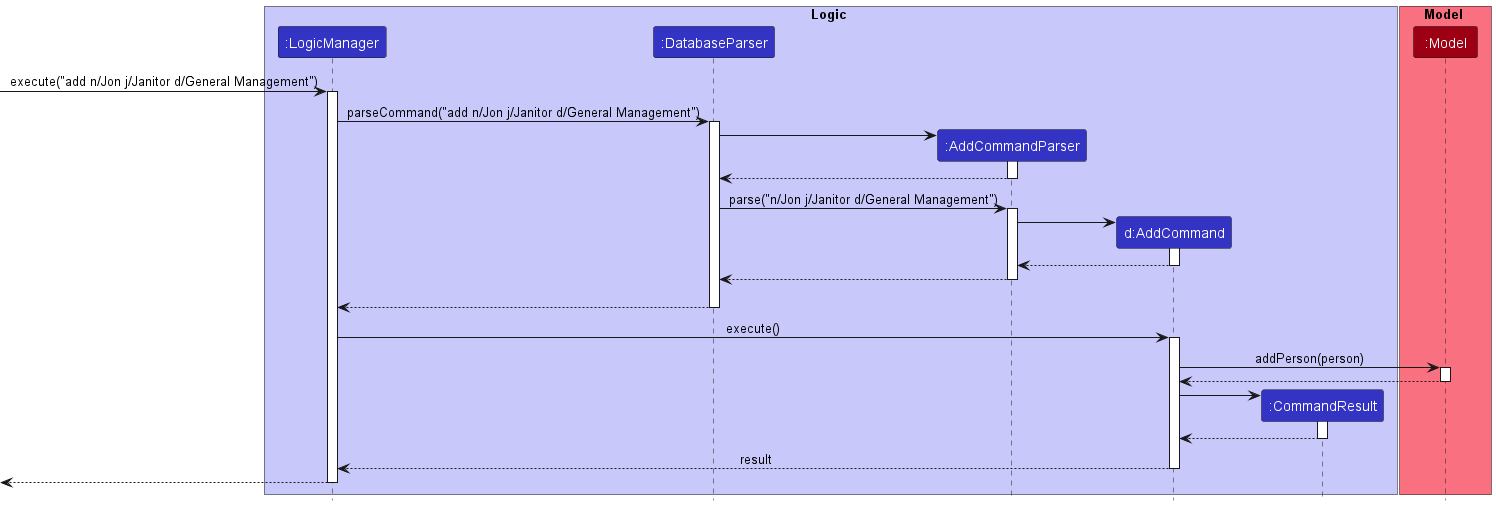 Logic
Model
:LogicManager
:DatabaseParser
:Model
execute("add n/Jon j/Janitor d/General Management")
parseCommand("add n/Jon j/Janitor d/General Management")
:AddCommandParser
parse("n/Jon j/Janitor d/General Management")
d:AddCommand
execute()
addPerson(person)
:CommandResult
result